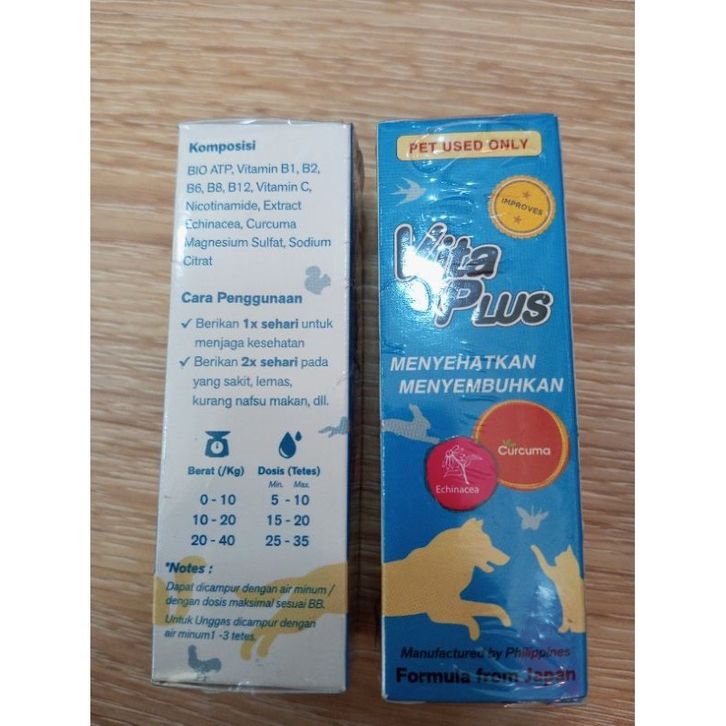 Komposisi
BIO ATP, Vitamin B1, B2,
B6, B8, B12, Vitamin C,
Nicotinamide, Extract
Echinacea, Curcuma
Magnesium Sulfat, Sodium
Citrat
Cara Penggunaan
✓ Berikan 1x sehari untuk
menjaga kesehatan
✓ Berikan 2x sehari pada
yang sakit, lemas,
kurang nafsu makan, dll.
Berat (/Kg) Dosis (Tetes)
Min. Max.
0 - 10 5 - 10
10 - 20 15 - 20
20 - 40 25 - 35
*Notes :
Dapat dicampur dengan air minum /
dengan dosis maksimal sesuai BB.
Untuk Unggas dicampur dengan
air minum1 -3 tetes.
PET USED ONLY
IMPROVES
Vita
PLUS
MENYEHATKAN
MENYEMBUHKAN
Curcuma
Echinacea
Manufactured by Philippines
Formula from Japan